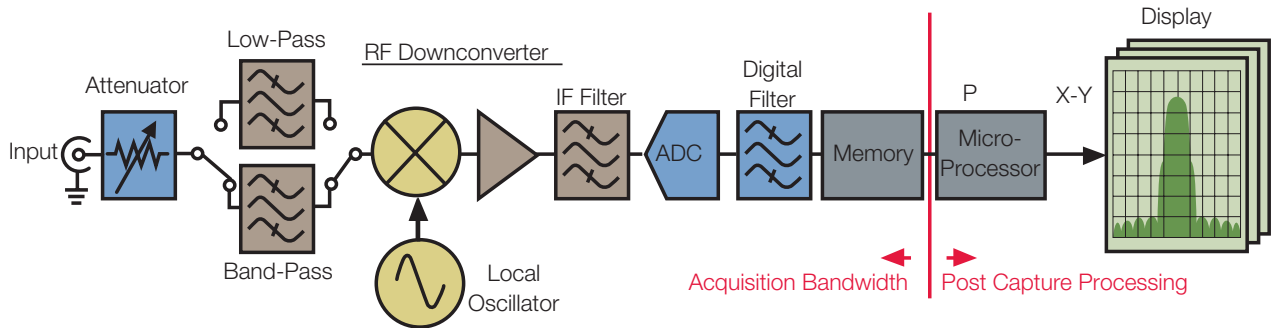 Display
Low-Pass
RF Downconverter
Attenuator
Digital
Filter
IF Filter
P
X-Y
Input
ADC
Memory
Micro-
Processor
Band-Pass
Local
Oscillator
Acquisition Bandwidth
Post Capture Processing